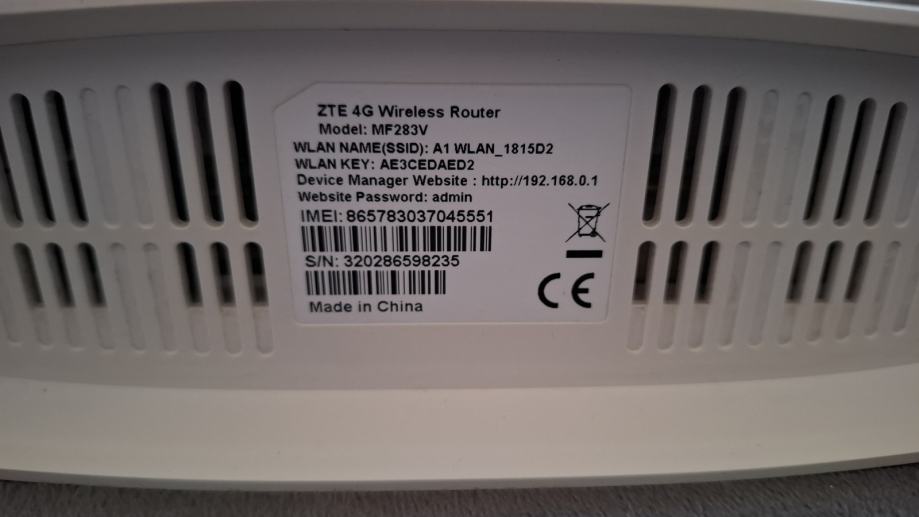 ZTE 4G Wireless Router
Model: MF283V
WLAN NAME(SSID): A1 WLAN_1815D2
WLAN KEY: AE3CEDAED2
Device Manager Website : http://192.168.0.1
Website Password: admin
IMEI: 865783037045551
S/N: 320286598235
CE
Made in China